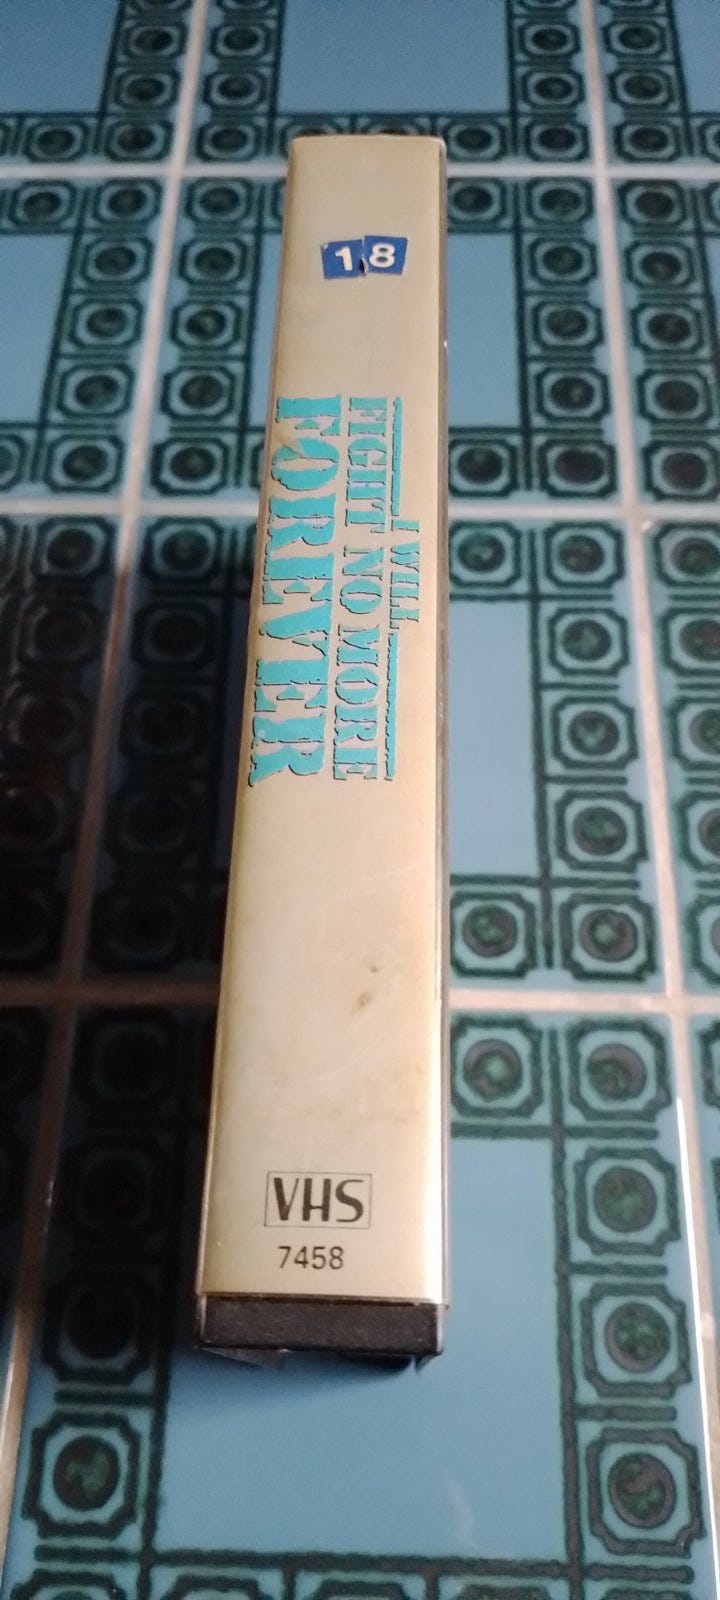 18
I WILL
FIGHT NO MORE
FOREVER
VHS
7458